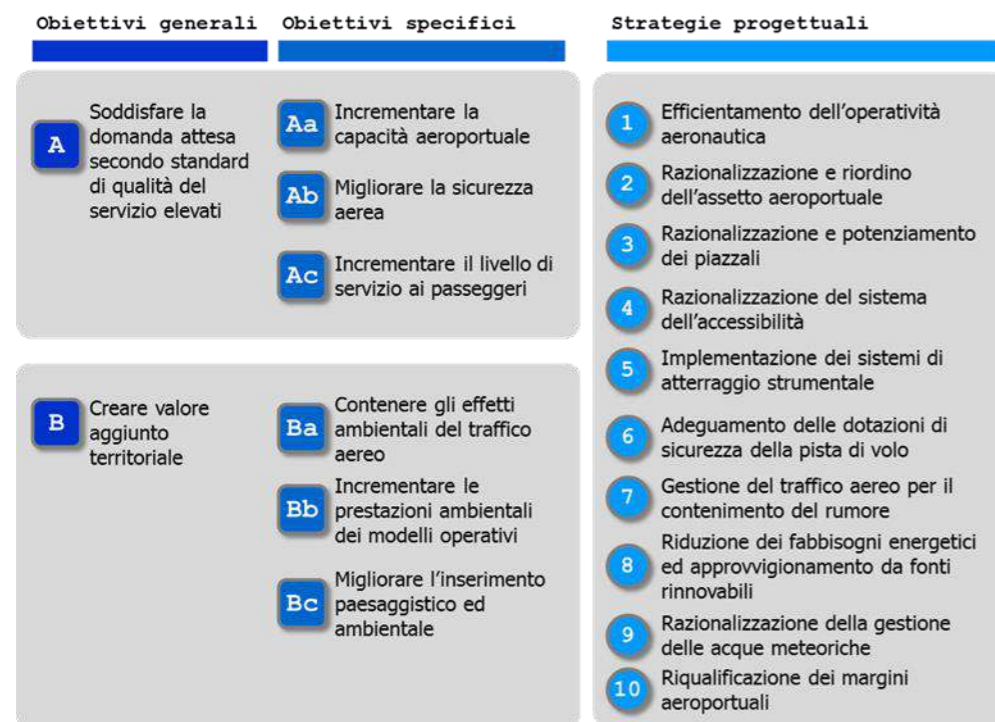 Obiettivi generali
Obiettivi specifici
Strategie progettuali
A
Soddisfare la
domanda attesa
secondo standard
di qualità del
servizio elevati
Aa
Incrementare la
capacità aeroportuale
Ab
Migliorare la sicurezza
aerea
Ac
Incrementare il livello di
servizio ai passeggeri
B
Creare valore
aggiunto
territoriale
Ba
Contenere gli effetti
ambientali del traffico
aereo
Bb
Incrementare le
prestazioni ambientali
dei modelli operativi
Bc
Migliorare l'inserimento
paesaggistico ed
ambientale
1
Efficientamento dell'operatività
aeronautica
2
Razionalizzazione e riordino
dell'assetto aeroportuale
3
Razionalizzazione e potenziamento
dei piazzali
4
Razionalizzazione del sistema
dell'accessibilità
5
Implementazione dei sistemi di
atterraggio strumentale
6
Adeguamento delle dotazioni di
sicurezza della pista di volo
7
Gestione del traffico aereo per il
contenimento del rumore
8
Riduzione dei fabbisogni energetici
ed approvvigionamento da fonti
rinnovabili
9
Razionalizzazione della gestione
delle acque meteoriche
10
Riqualificazione dei margini
aeroportuali